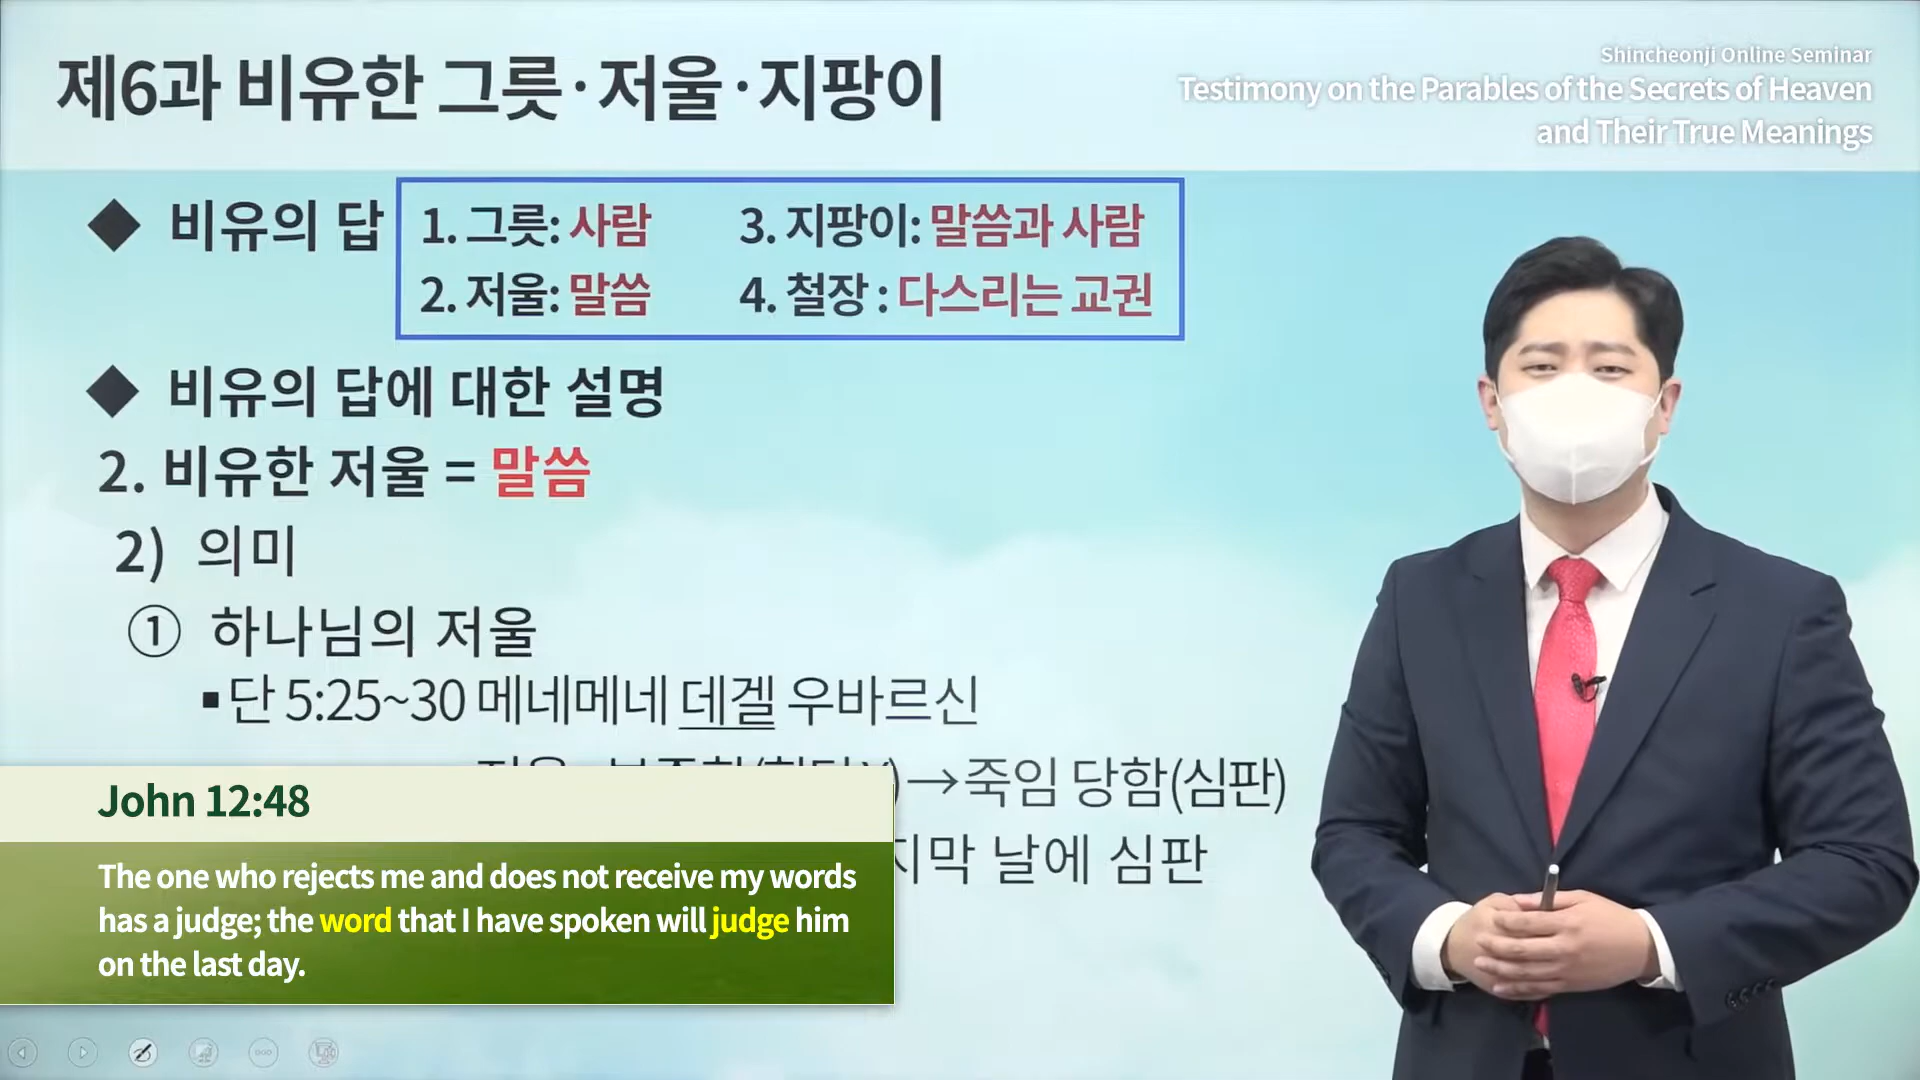 제6과 비유한 그릇·저울·지팡이
Shincheonji Online Seminar
Testimony on the Parables of the Secrets of Heaven
and Their True Meanings
◆ 비유의 답
1. 그릇: 사람 3. 지팡이: 말씀과 사람
2. 저울: 말씀 4. 철장 : 다스리는 교권
◆ 비유의 답에 대한 설명
2. 비유한 저울 = 말씀
2) 의미
① 하나님의 저울
▪단 5:25~30 메네메네 데겔 우바르신
)→죽임 당함(심판)
날에 심판
John 12:48
The one who rejects me and does not receive my words
has a judge; the word that I have spoken will judge him
on the last day.